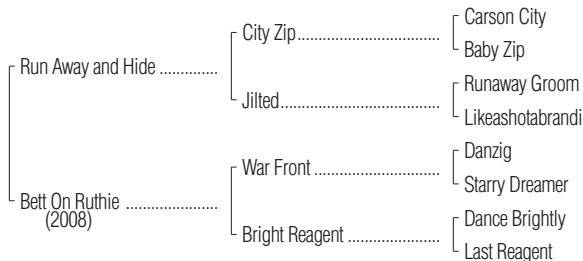 Carson City
City Zip
Baby Zip
Run Away and Hide
Runaway Groom
Jilted
Likeashotabrandi
Danzig
War Front
Starry Dreamer
Bett On Ruthie
(2008)
Dance Brightly
Bright Reagent
Last Reagent